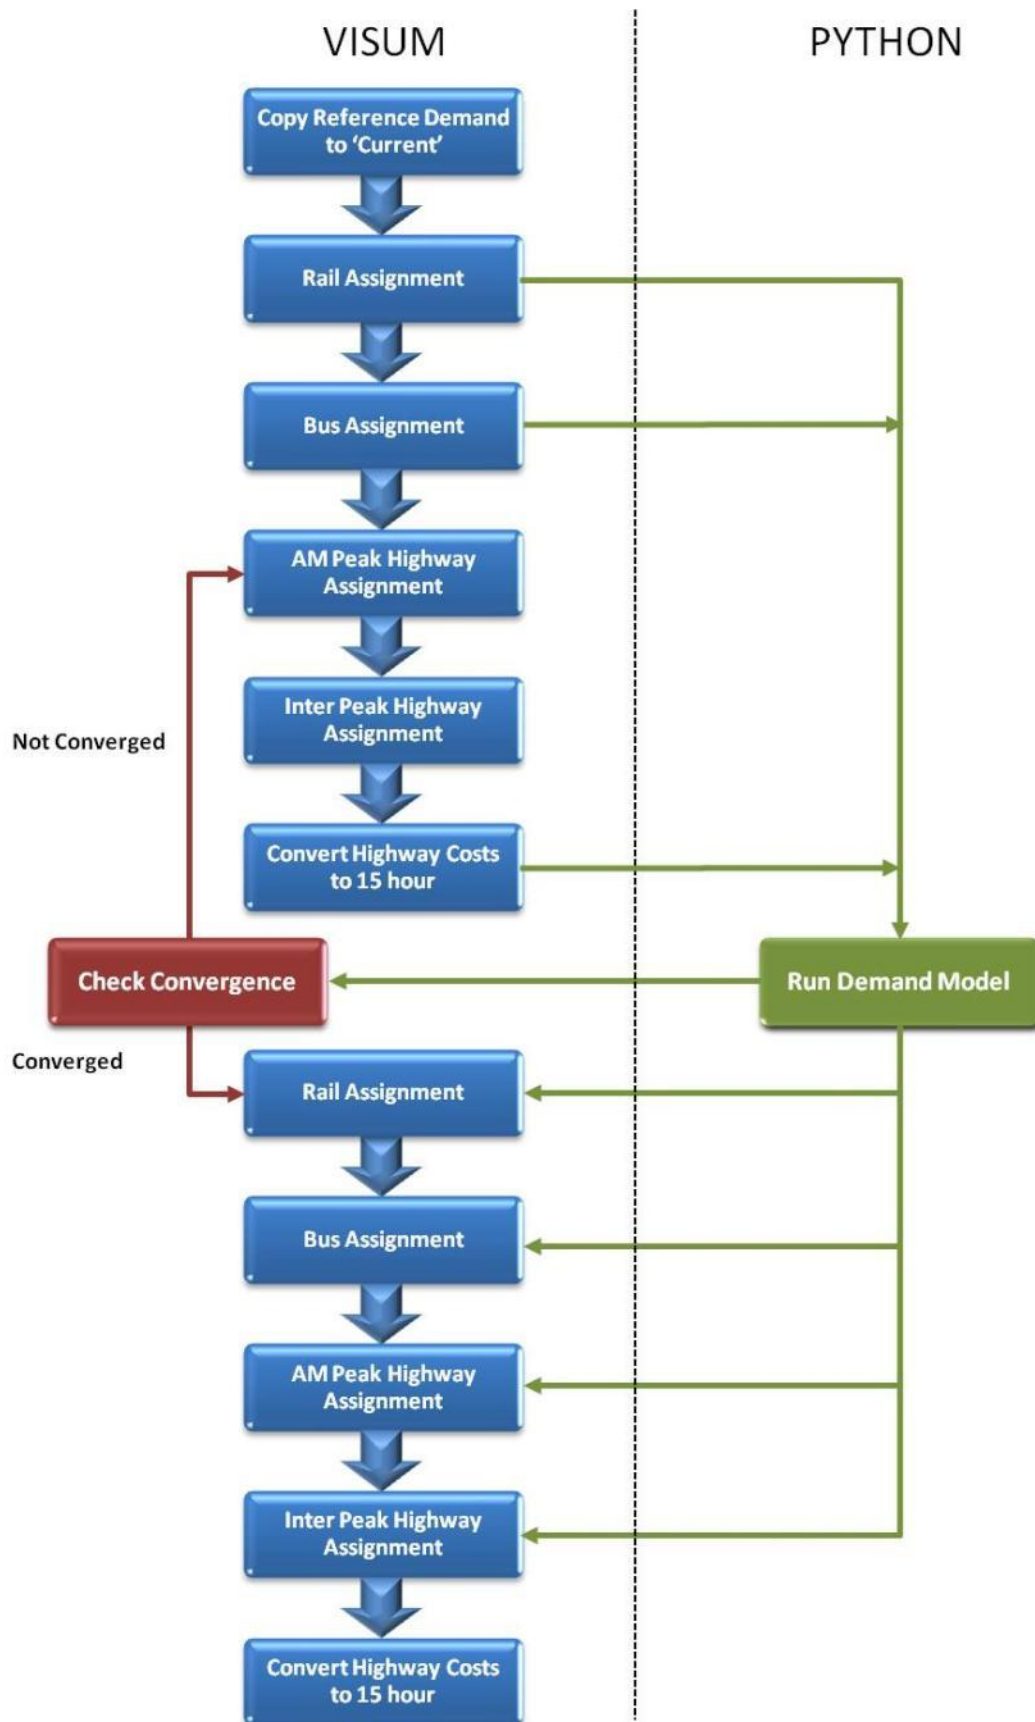 VISUM
PYTHON
Copy Reference Demand
to ‘Current’
Rail Assignment
Bus Assignment
AM Peak Highway
Assignment
Inter Peak Highway
Assignment
Not Converged
Convert Highway Costs
to 15 hour
Check Convergence
Run Demand Model
Converged
Rail Assignment
Bus Assignment
AM Peak Highway
Assignment
Inter Peak Highway
Assignment
Convert Highway Costs
to 15 hour